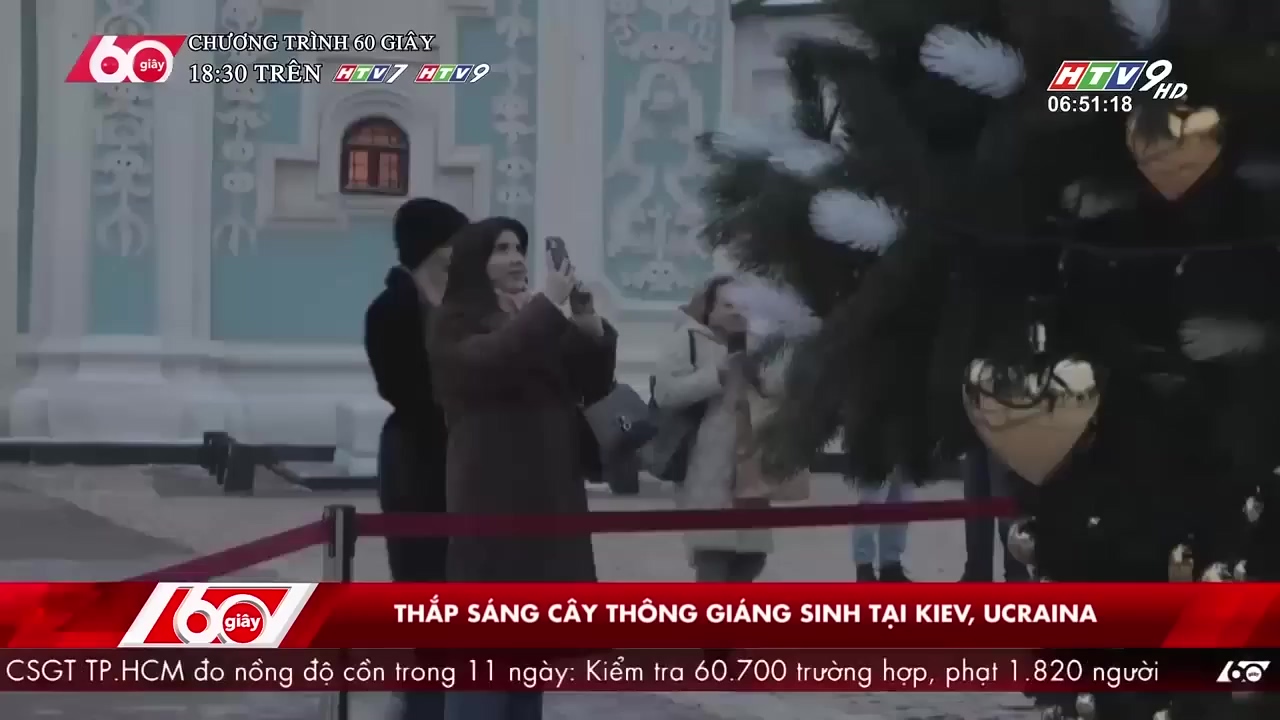 60 giây
CHƯƠNG TRÌNH 60 GIÂY
18:30 TRÊN HTV7 HTV9
HTV9 HD
06:51:18
60 giây
THẮP SÁNG CÂY THÔNG GIÁNG SINH TẠI KIEV, UCRAINA
CSGT TP.HCM đo nồng độ cồn trong 11 ngày: Kiểm tra 60.700 trường hợp, phạt 1.820 người
60